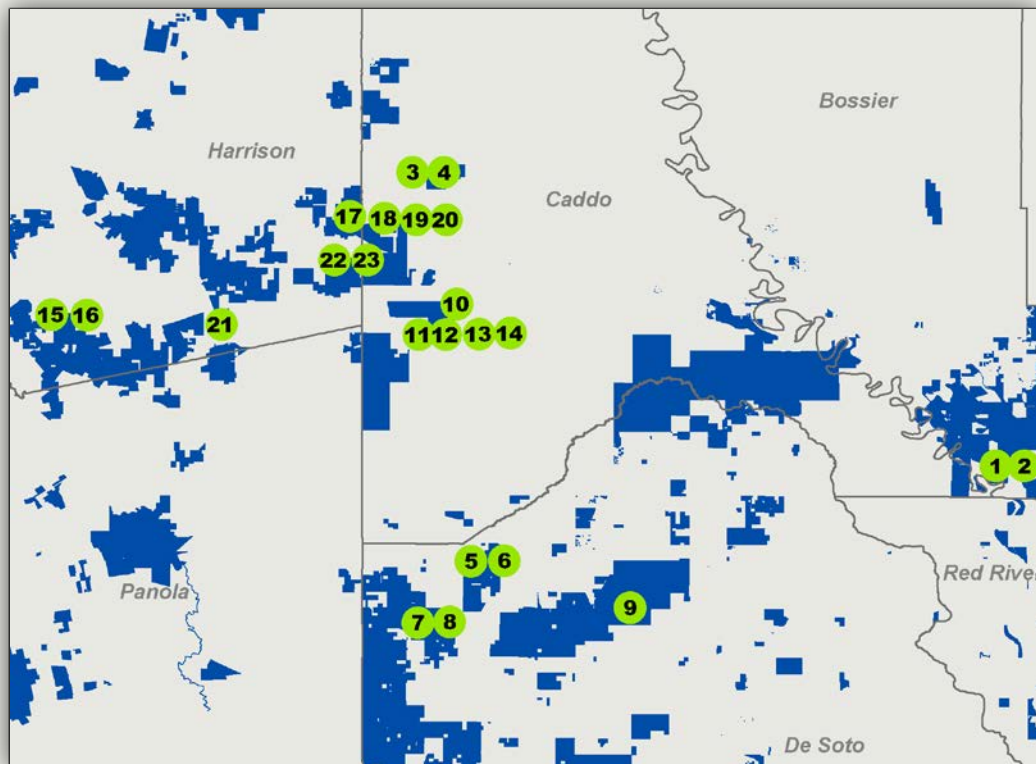 Bossier
Harrison
3 4
Caddo
17 18 19 20
22 23
10
15 16
21
11 12 13 14
1 2
5 6
Red River
Panola
9
7 8
De Soto